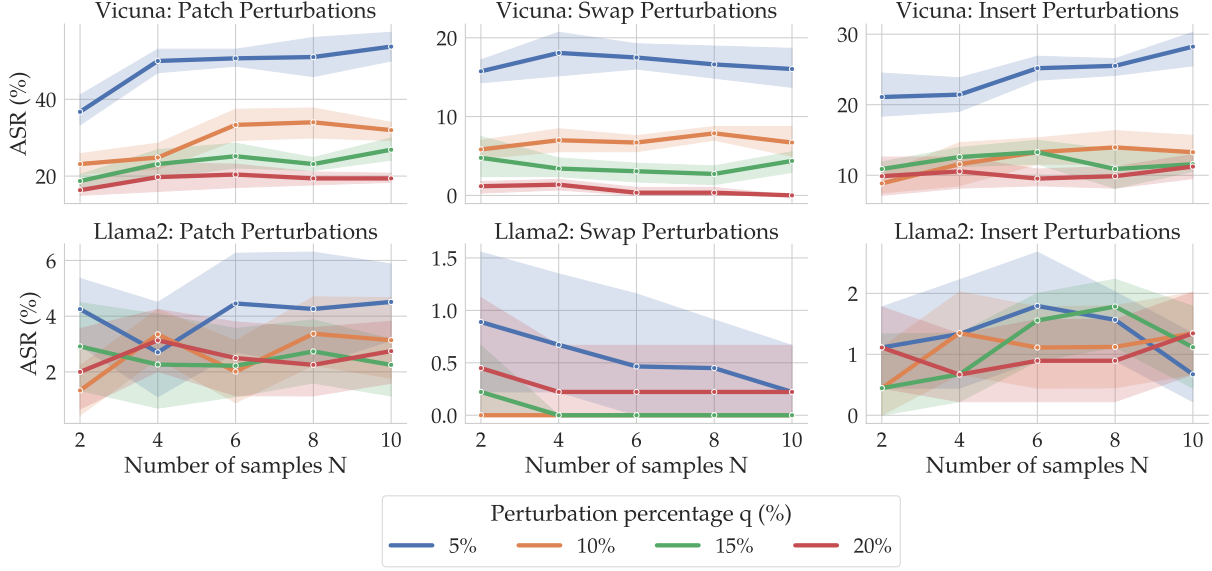 Vicuna: Patch Perturbations
Vicuna: Swap Perturbations
Vicuna: Insert Perturbations
ASR (%)
40
20
20
10
0
30
20
10
Llama2: Patch Perturbations
Llama2: Swap Perturbations
Llama2: Insert Perturbations
ASR (%)
6
4
2
1.5
1.0
0.5
0.0
2
1
0
2 4 6 8 10
2 4 6 8 10
2 4 6 8 10
Number of samples N
Number of samples N
Number of samples N
Perturbation percentage q (%)
5% 10% 15% 20%